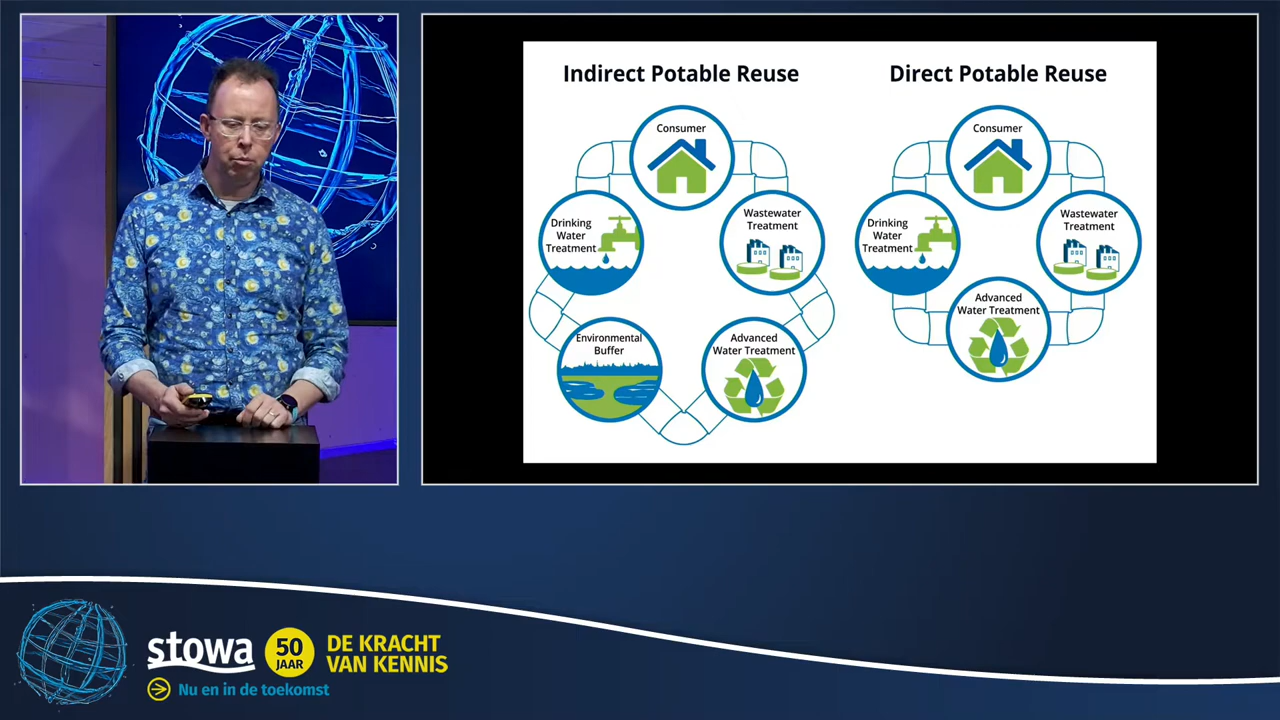 Indirect Potable Reuse
Consumer
Drinking
Water
Treatment
Wastewater
Treatment
Environmental
Buffer
Advanced
Water Treatment
Direct Potable Reuse
Consumer
Drinking
Water
Treatment
Wastewater
Treatment
Advanced
Water Treatment
stowa
50
JAAR
DE KRACHT
VAN KENNIS
Nu en in de toekomst